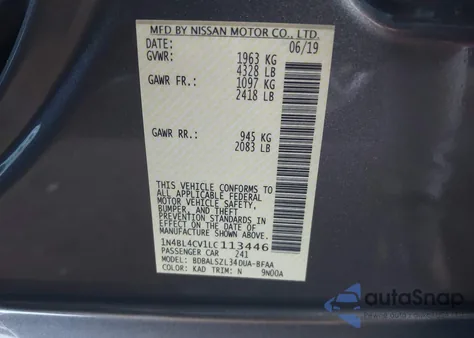 MFD BY NISSAN MOTOR CO., LTD.
DATE: 06/19
GVWR: 1963 KG
4328 LB
GAWR FR.: 1097 KG
2418 LB
GAWR RR.: 945 KG
2083 LB
THIS VEHICLE CONFORMS TO
ALL APPLICABLE FEDERAL
MOTOR VEHICLE SAFETY,
BUMPER, AND THEFT
PREVENTION STANDARDS
IN EFFECT ON THE DATE OF
MANUFACTURE SHOWN ABOVE.
1N4BL4CV1LC113446
PASSENGER CAR 241
MODEL: BDBALSZL34DUA-BFAA
COLOR: KAD TRIM: N 9N00A
autoSnap